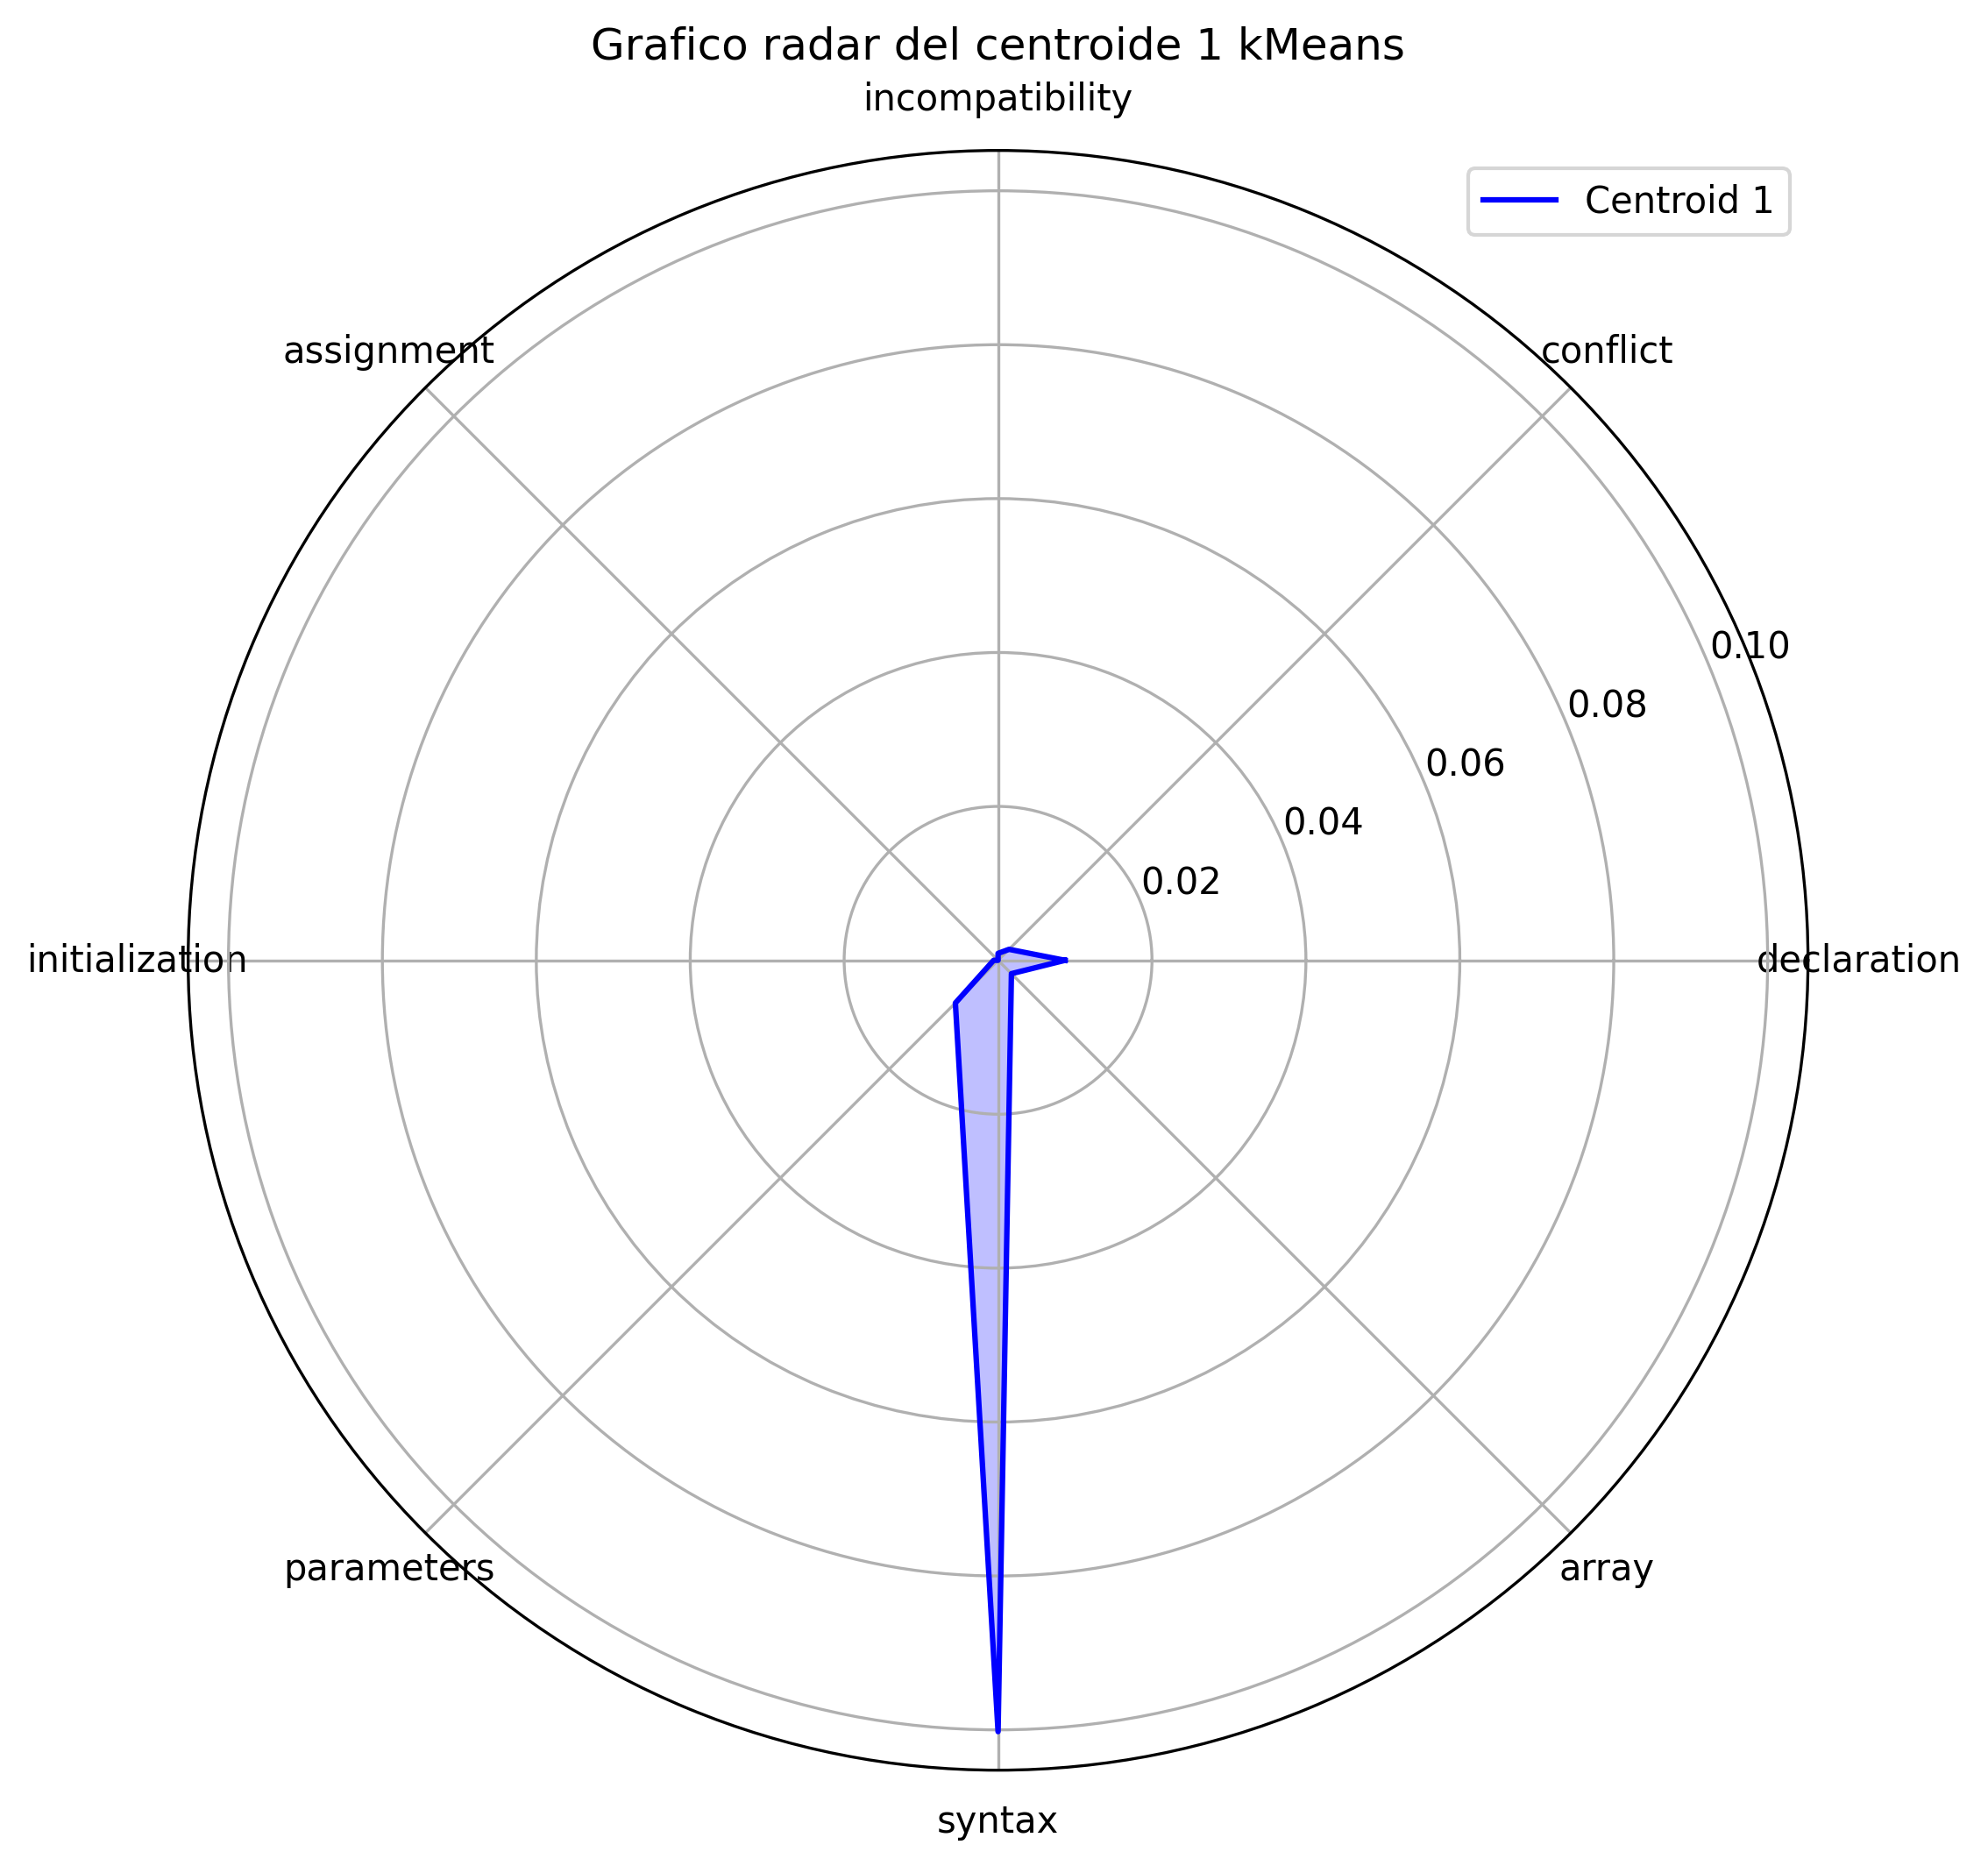 Grafico radar del centroide 1 kMeans
incompatibility
Centroid 1
assignment
conflict
0.10
0.08
0.06
0.04
0.02
initialization
declaration
parameters
array
syntax